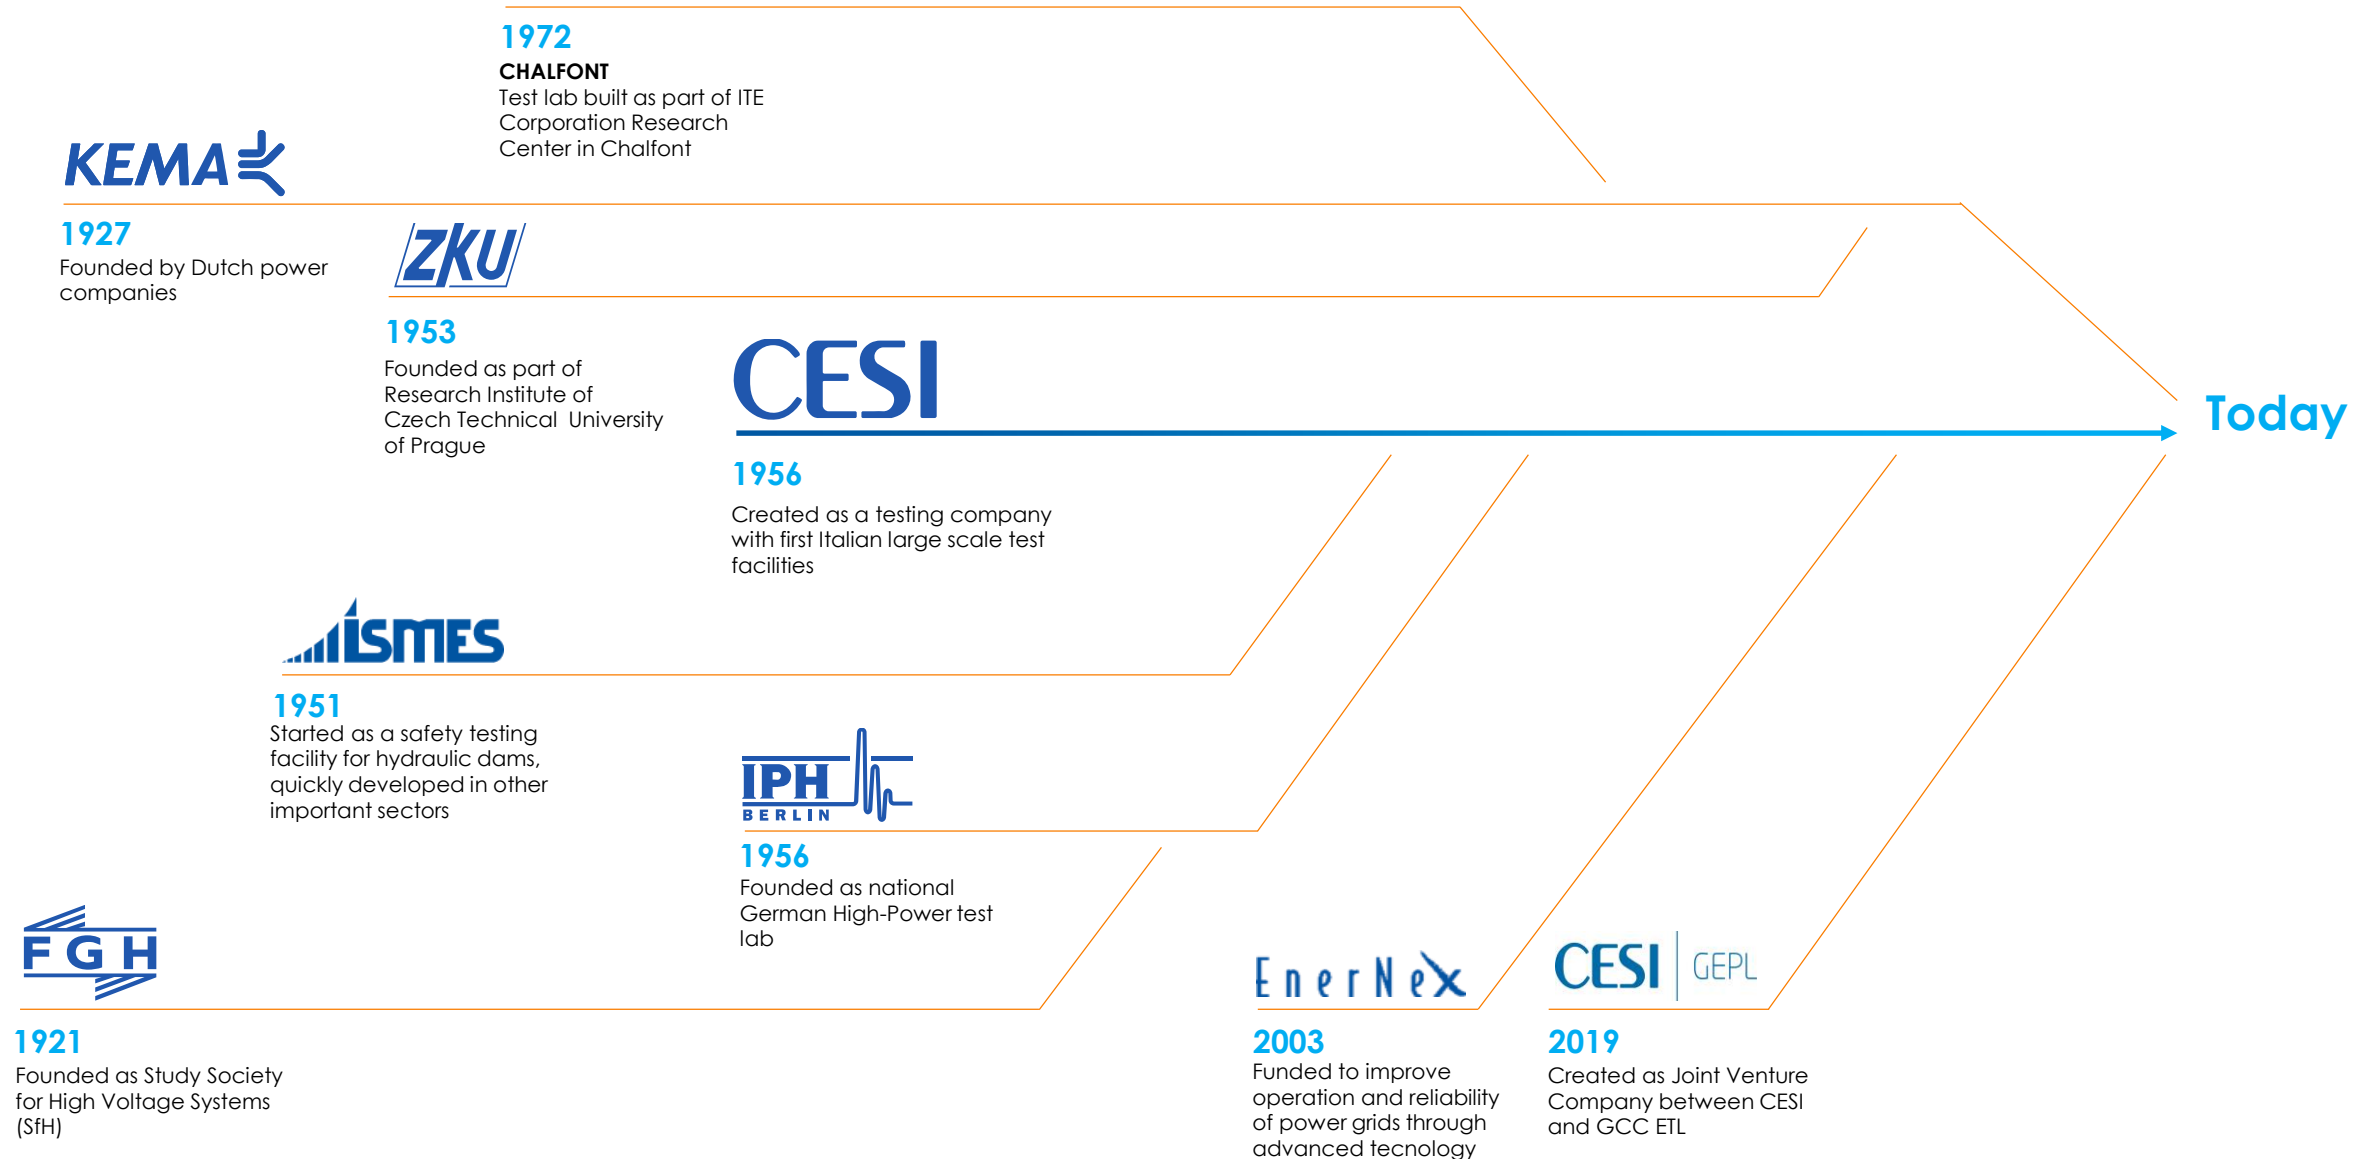 1972
CHALFONT
Test lab built as part of ITE
Corporation Research
Center in Chalfont
KEMA
1927
Founded by Dutch power
companies
ZKU
1953
Founded as part of
Research Institute of
Czech Technical University
of Prague
CESI
1956
Created as a testing company
with first Italian large scale test
facilities
Today
ISMES
1951
Started as a safety testing
facility for hydraulic dams,
quickly developed in other
important sectors
IPH
BERLIN
1956
Founded as national
German High-Power test
lab
FGH
1921
Founded as Study Society
for High Voltage Systems
(SfH)
EnerNex
2003
Funded to improve
operation and reliability
of power grids through
advanced tecnology
CESI GEPL
2019
Created as Joint Venture
Company between CESI
and GCC ETL